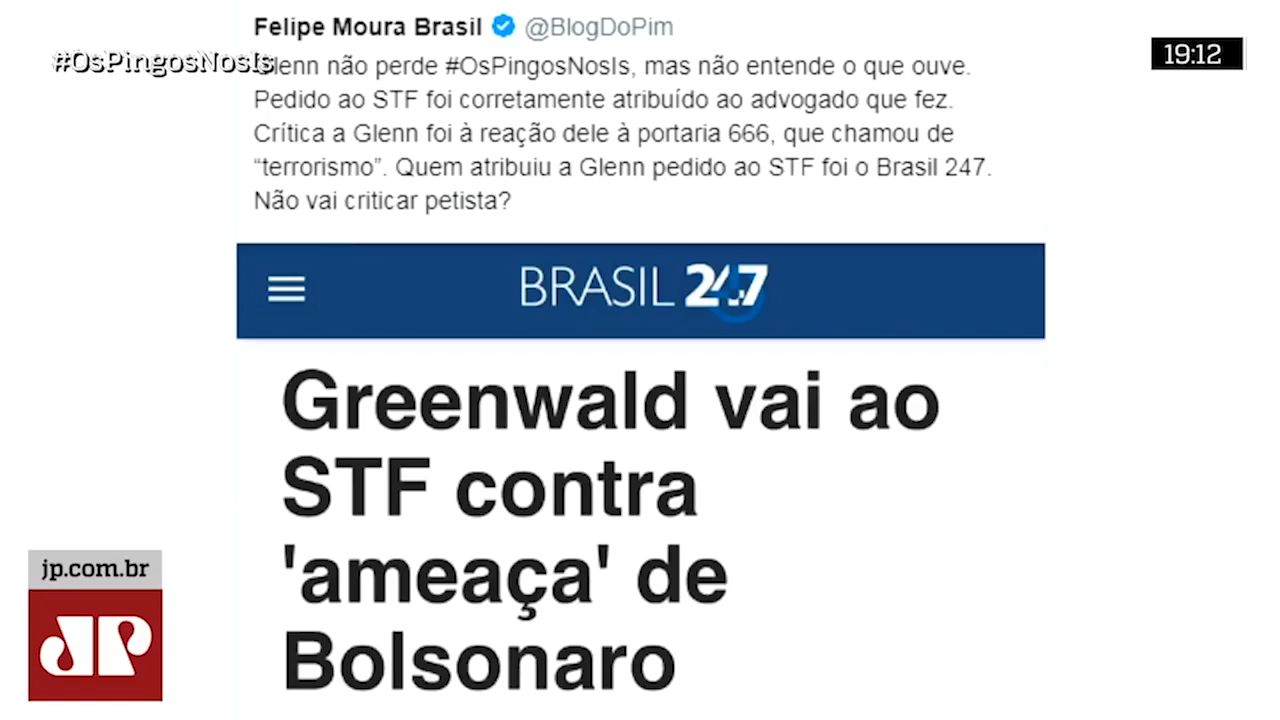 Felipe Moura Brasil @BlogDoPim
#OsPingosNosIs
19:12
Glenn não perde #OsPingosNosIs, mas não entende o que ouve.
Pedido ao STF foi corretamente atribuído ao advogado que fez.
Crítica a Glenn foi à reação dele à portaria 666, que chamou de
“terrorismo”. Quem atribuiu a Glenn pedido ao STF foi o Brasil 247.
Não vai criticar petista?
BRASIL 247
Greenwald vai ao
STF contra
'ameaça' de
Bolsonaro
jp.com.br
JP